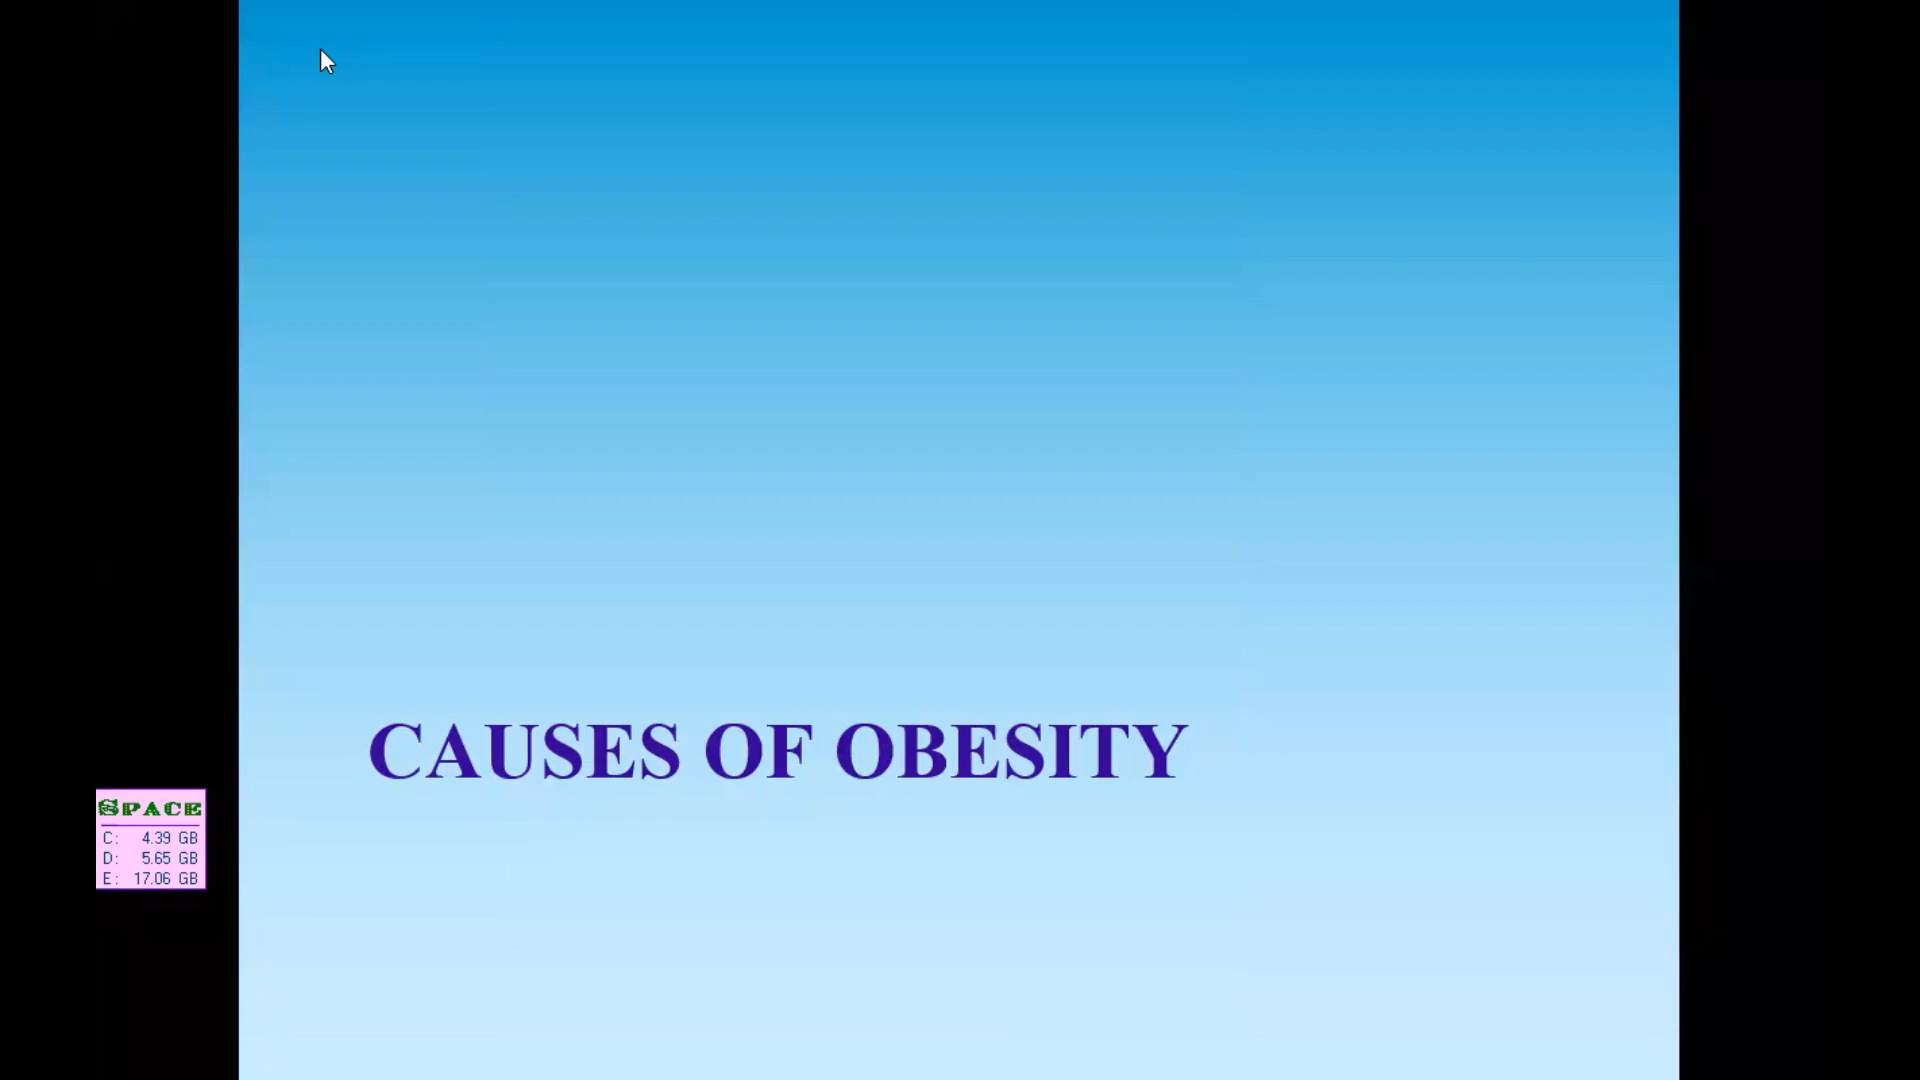 CAUSES OF OBESITY
SPACE
C: 4.39 GB
D: 5.65 GB
E: 17.06 GB